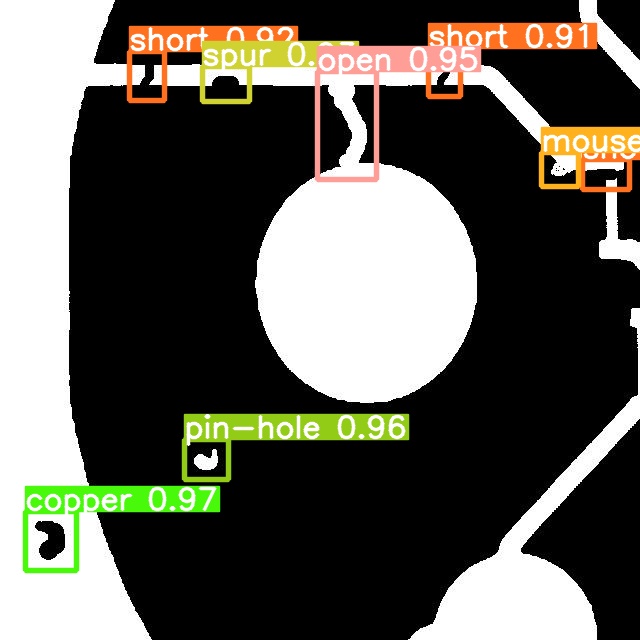 short 0.92
short 0.91
spur 0.
open 0.95
mouse
pin-hole 0.96
copper 0.97